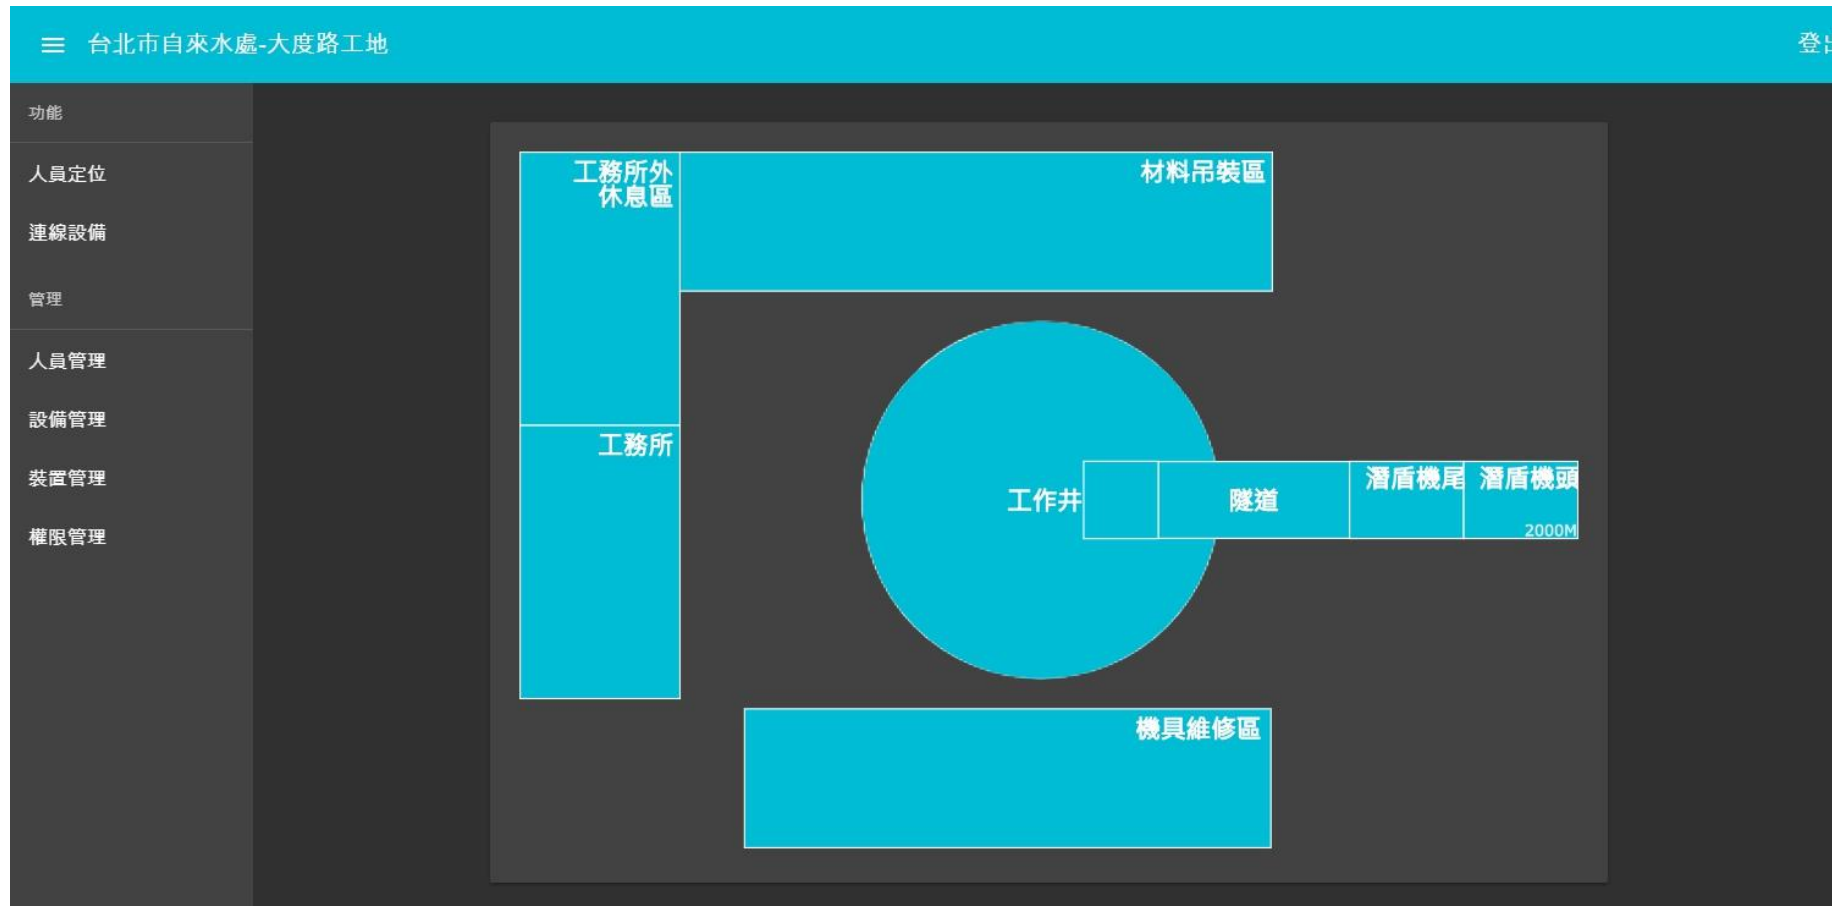 台北市自來水處-大度路工地
登出
功能
人員定位
連線設備
管理
人員管理
設備管理
裝置管理
權限管理
工務所外
休息區
材料吊裝區
工務所
工作井
隧道
潛盾機尾
潛盾機頭
2000M
機具維修區